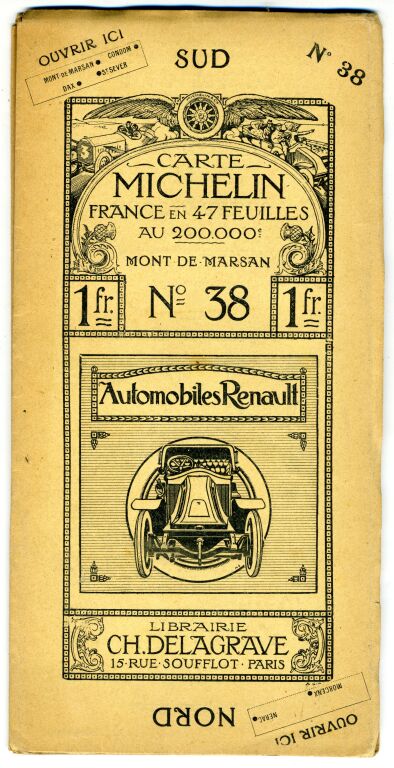 OUVRIR ICI
MONT-DE-MARSAN CONDOM
DAX ST SEVER
SUD
N° 38
CARTE
MICHELIN
FRANCE EN 47 FEUILLES
AU 200.000e
MONT DE MARSAN
1 fr. No 38 1 fr.
Automobiles Renault
LIBRAIRIE
CH. DELAGRAVE
15·RUE·SOUFFLOT·PARIS
NORD
OUVRIR ICI
NERAC
MORCENX